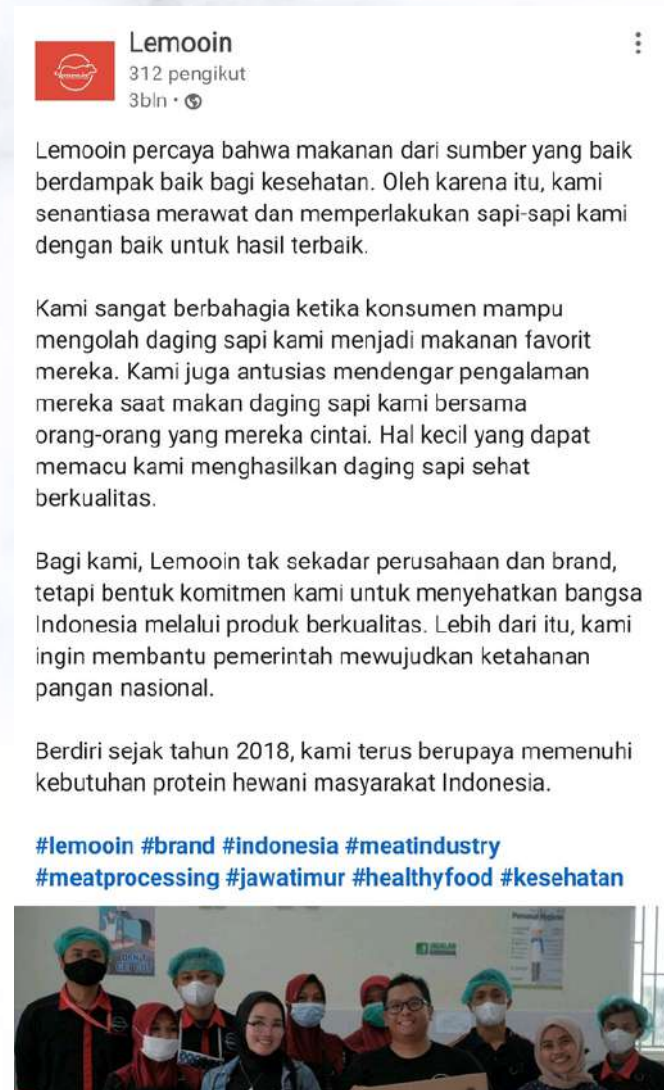 Lemooin
312 pengikut
3bln •
Lemooin percaya bahwa makanan dari sumber yang baik
berdampak baik bagi kesehatan. Oleh karena itu, kami
senantiasa merawat dan memperlakukan sapi-sapi kami
dengan baik untuk hasil terbaik.
Kami sangat berbahagia ketika konsumen mampu
mengolah daging sapi kami menjadi makanan favorit
mereka. Kami juga antusias mendengar pengalaman
mereka saat makan daging sapi kami bersama
orang-orang yang mereka cintai. Hal kecil yang dapat
memacu kami menghasilkan daging sapi sehat
berkualitas.
Bagi kami, Lemooin tak sekadar perusahaan dan brand,
tetapi bentuk komitmen kami untuk menyehatkan bangsa
Indonesia melalui produk berkualitas. Lebih dari itu, kami
ingin membantu pemerintah mewujudkan ketahanan
pangan nasional.
Berdiri sejak tahun 2018, kami terus berupaya memenuhi
kebutuhan protein hewani masyarakat Indonesia.
#lemooin #brand #indonesia #meatindustry
#meatprocessing #jawatimur #healthyfood #kesehatan